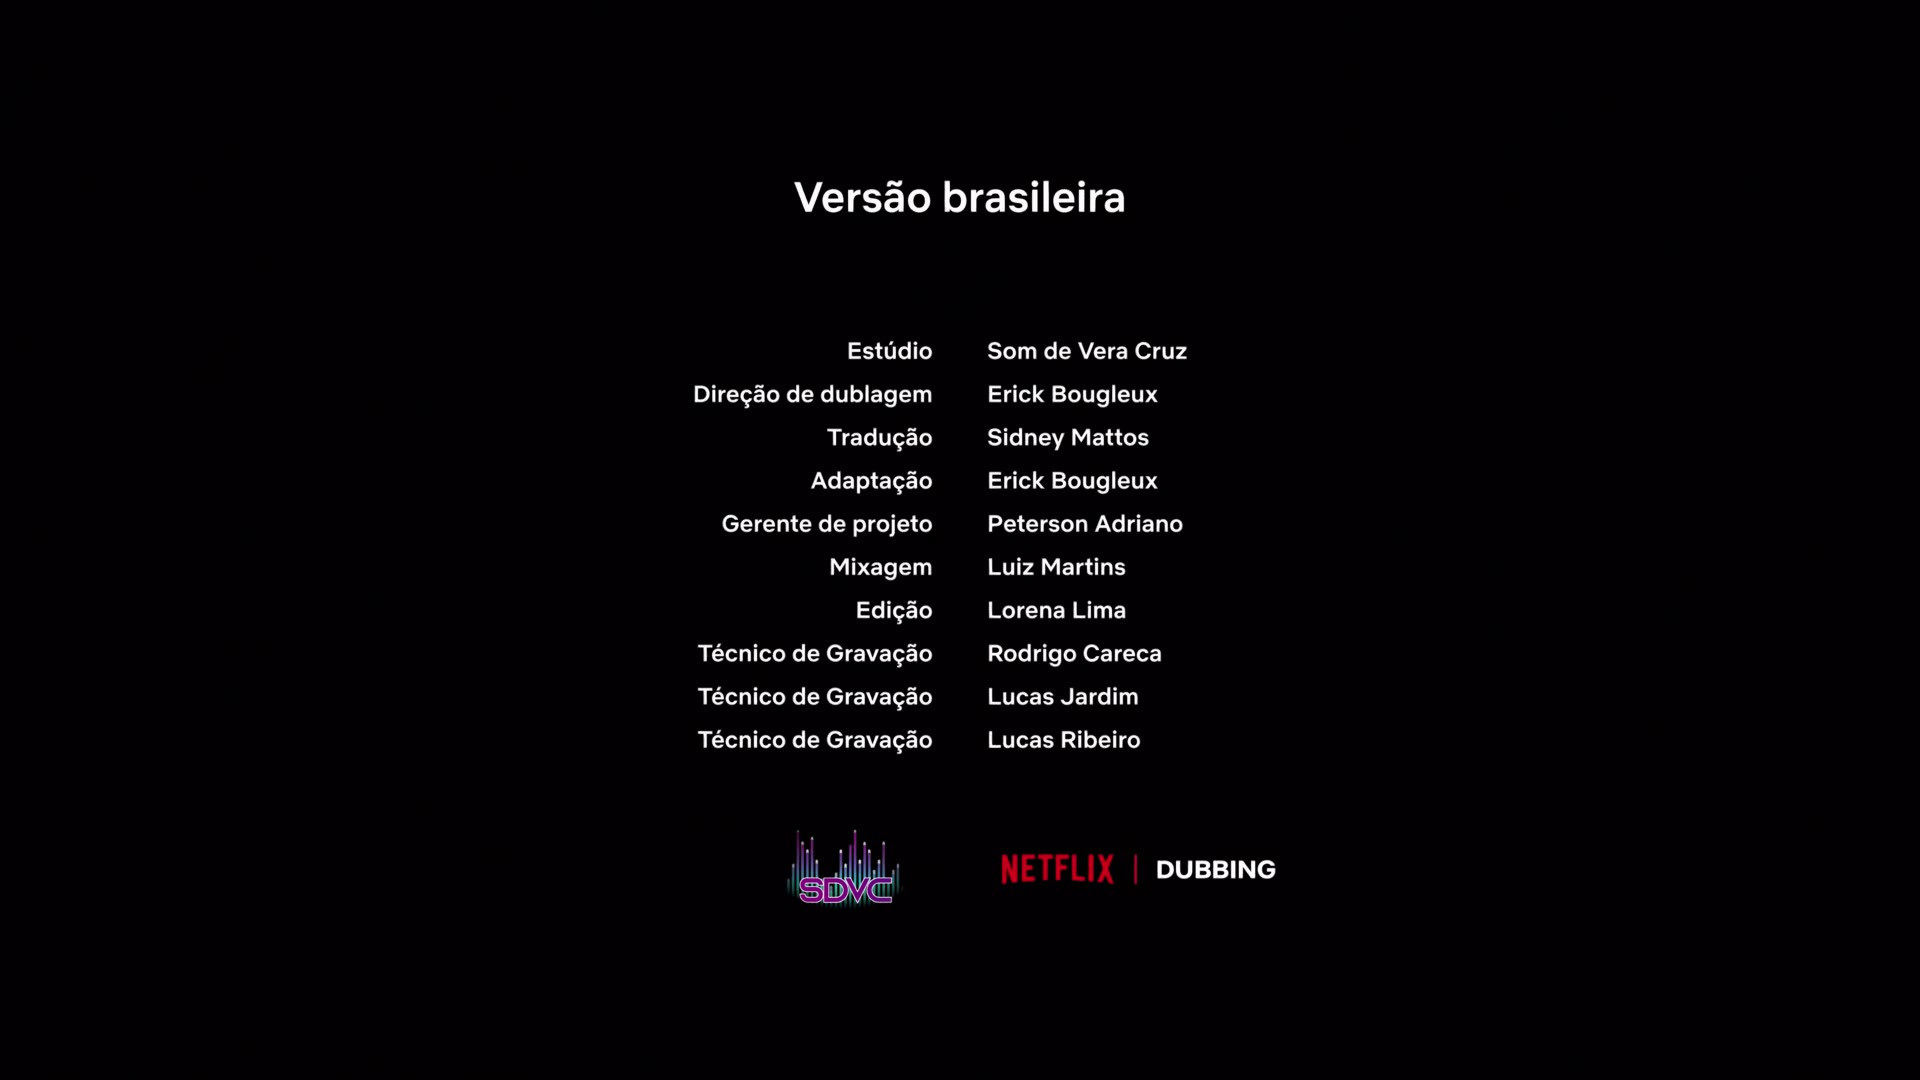 Versão brasileira
Estúdio Som de Vera Cruz
Direção de dublagem Erick Bougleux
Tradução Sidney Mattos
Adaptação Erick Bougleux
Gerente de projeto Peterson Adriano
Mixagem Luiz Martins
Edição Lorena Lima
Técnico de Gravação Rodrigo Careca
Técnico de Gravação Lucas Jardim
Técnico de Gravação Lucas Ribeiro
SDVC NETFLIX | DUBBING